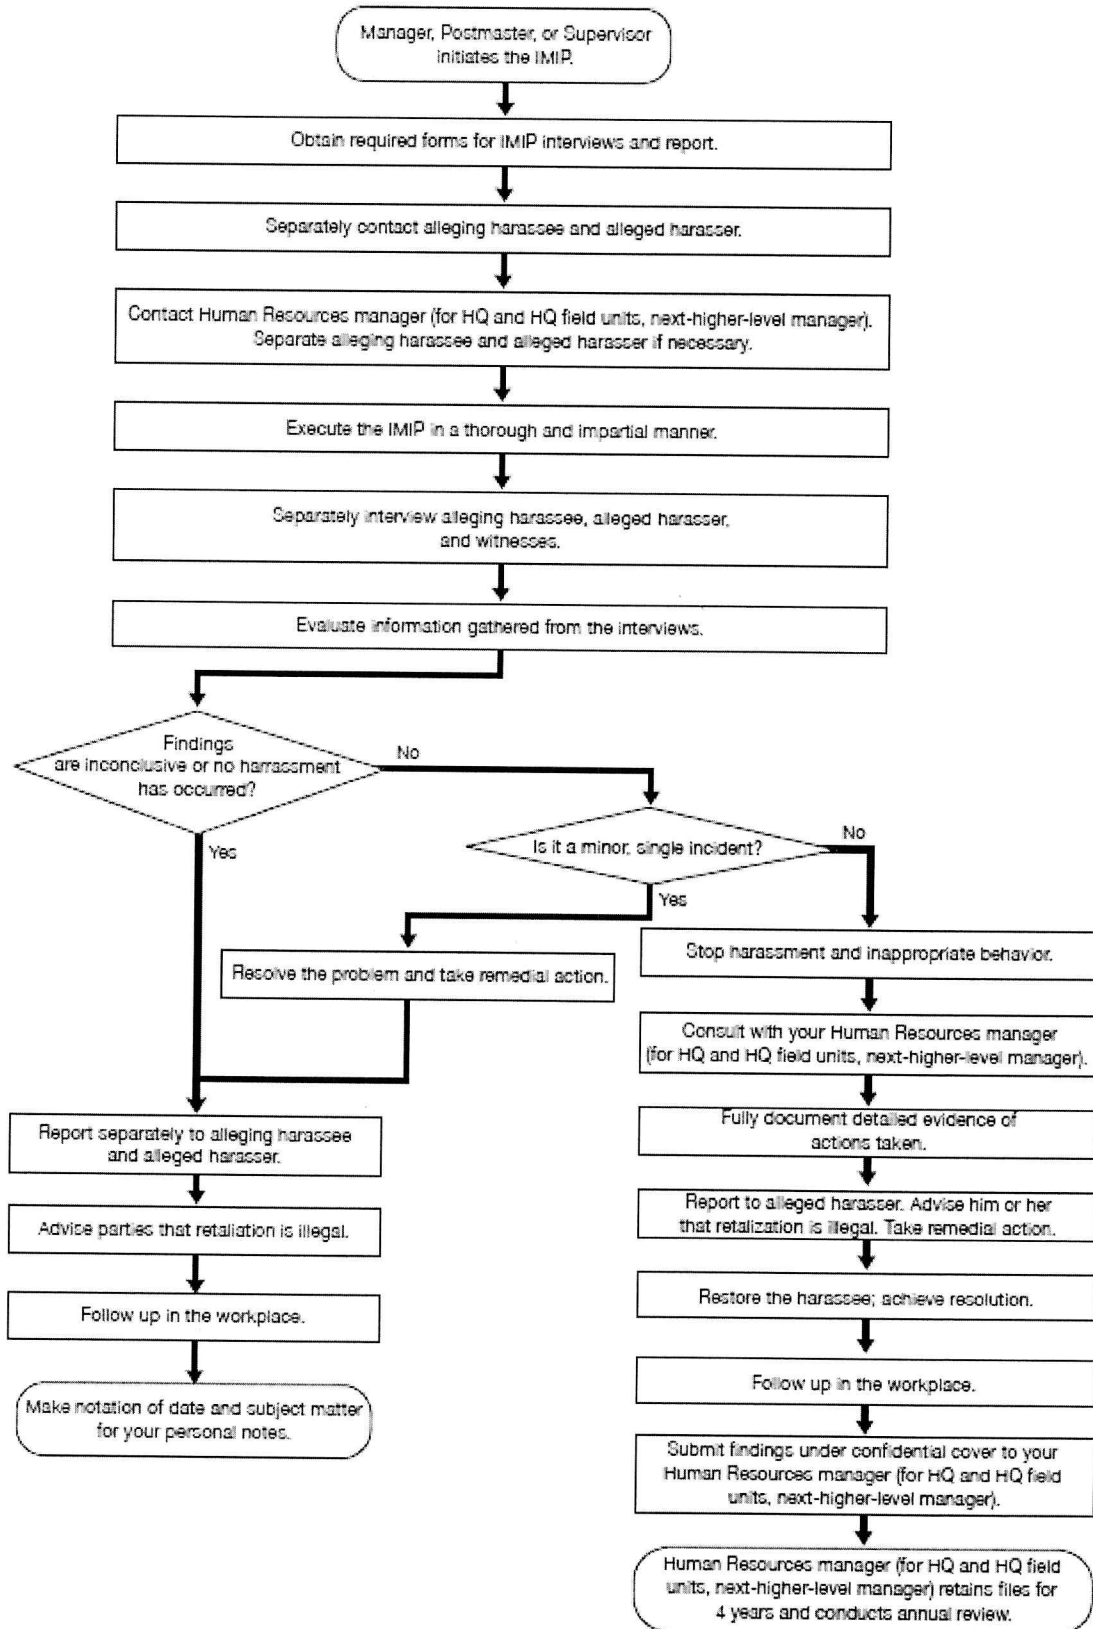 Manager, Postmaster, or Supervisor
initiates the IMIP.
Obtain required forms for IMIP interviews and report.
Separately contact alleging harassee and alleged harasser.
Contact Human Resources manager (for HQ and HQ field units, next-higher-level manager).
Separate alleging harassee and alleged harasser if necessary.
Execute the IMIP in a thorough and impartial manner.
Separately interview alleging harassee, alleged harasser,
and witnesses.
Evaluate information gathered from the interviews.
Findings
are inconclusive or no harrassment
has occurred?
No
Yes
Is it a minor, single incident?
No
Yes
Resolve the problem and take remedial action.
Report separately to alleging harassee
and alleged harasser.
Advise parties that retaliation is illegal.
Follow up in the workplace.
Make notation of date and subject matter
for your personal notes.
Stop harassment and inappropriate behavior.
Consult with your Human Resources manager
(for HQ and HQ field units, next-higher-level manager).
Fully document detailed evidence of
actions taken.
Report to alleged harasser. Advise him or her
that retalization is illegal. Take remedial action.
Restore the harassee; achieve resolution.
Follow up in the workplace.
Submit findings under confidential cover to your
Human Resources manager (for HQ and HQ field
units, next-higher-level manager).
Human Resources manager (for HQ and HQ field
units, next-higher-level manager) retains files for
4 years and conducts annual review.